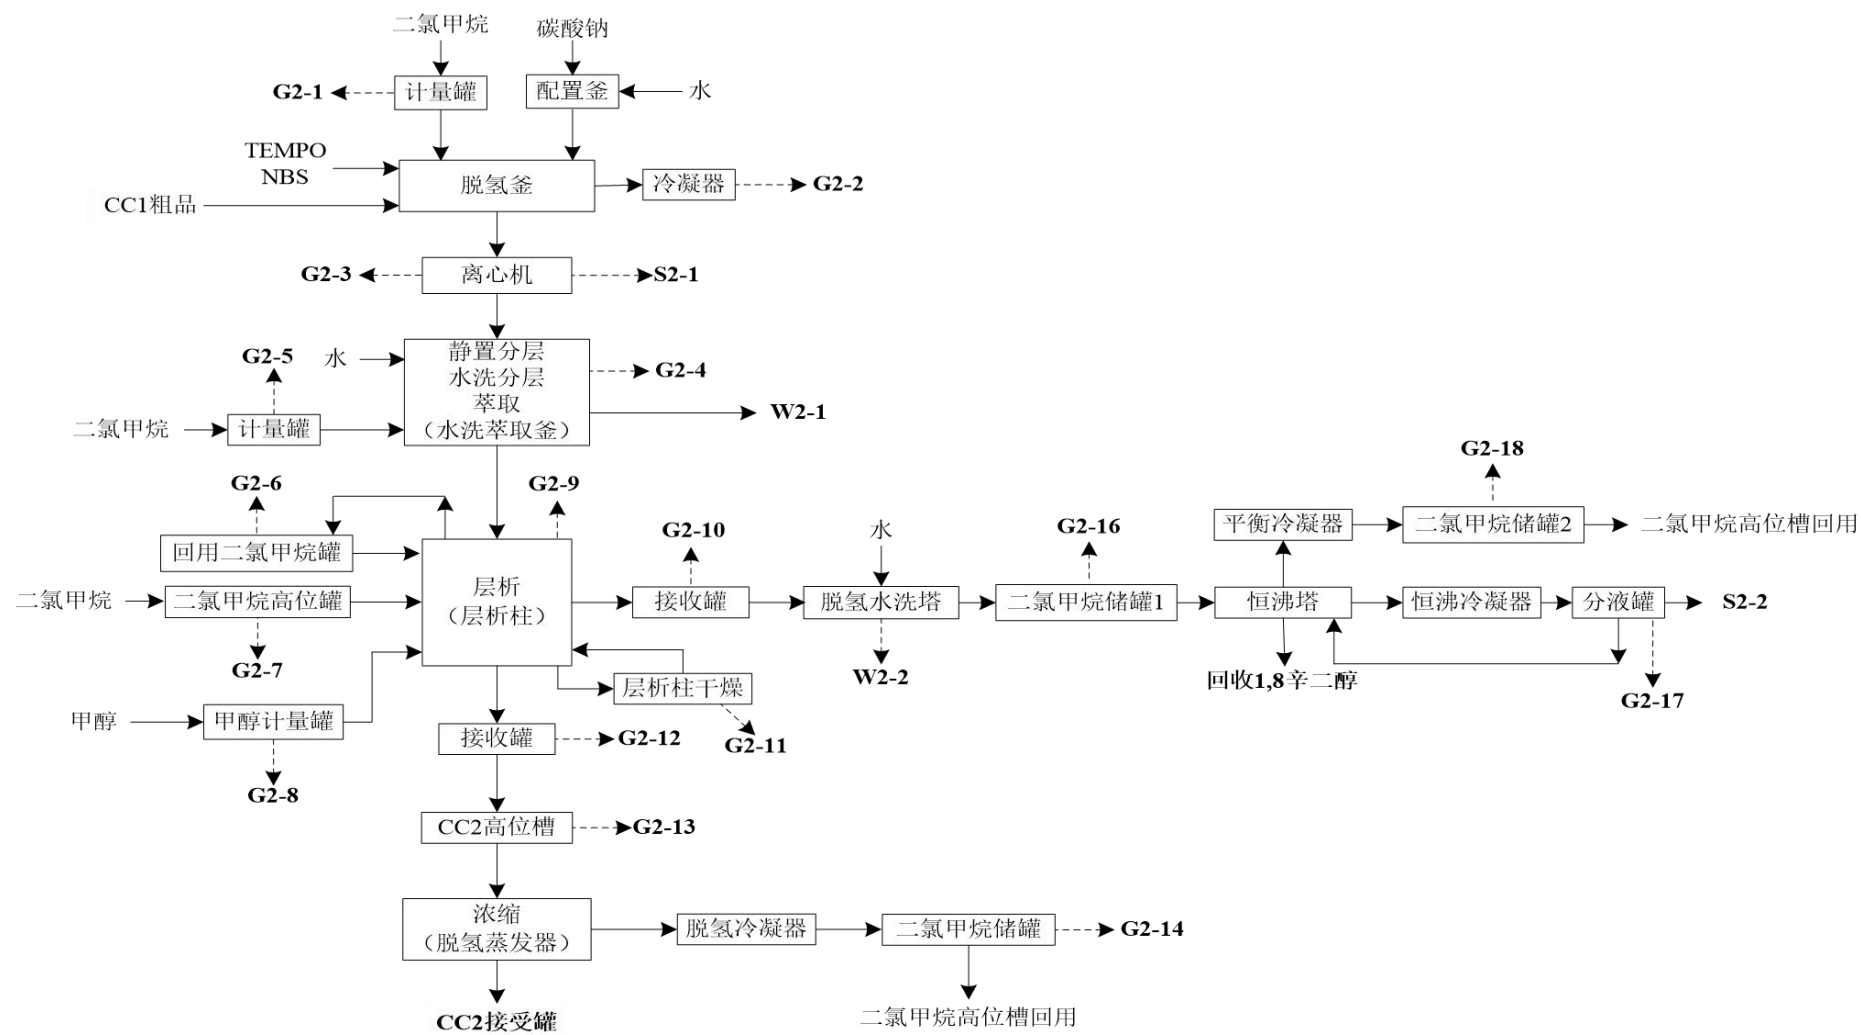 二氯甲烷
碳酸钠
G2-1
计量罐
配置釜
水
TEMPO
NBS
脱氢釜
冷凝器
G2-2
CC1粗品
G2-3
离心机
S2-1
G2-5
水
静置分层
水洗分层
萃取
（水洗萃取釜）
G2-4
W2-1
二氯甲烷
计量罐
G2-18
G2-6
G2-9
G2-10
水
G2-16
平衡冷凝器
二氯甲烷储罐2
二氯甲烷高位槽回用
回用二氯甲烷罐
层析
（层析柱）
二氯甲烷
二氯甲烷高位罐
接收罐
脱氢水洗塔
二氯甲烷储罐1
恒沸塔
恒沸冷凝器
分液罐
S2-2
G2-7
W2-2
回收1,8辛二醇
G2-17
层析柱干燥
甲醇
甲醇计量罐
接收罐
G2-12
G2-11
G2-8
CC2高位槽
G2-13
浓缩
（脱氢蒸发器）
脱氢冷凝器
二氯甲烷储罐
G2-14
CC2接受罐
二氯甲烷高位槽回用